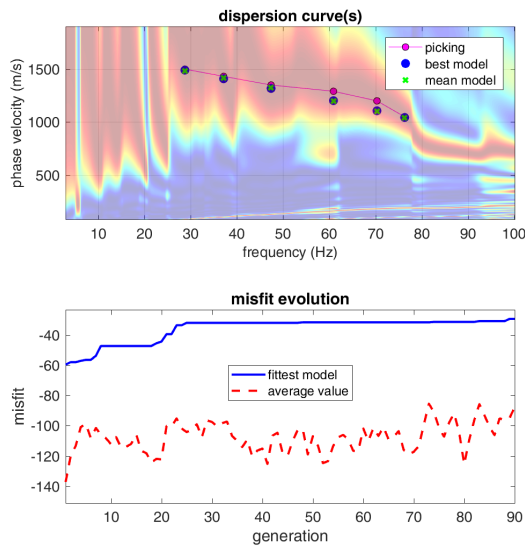 dispersion curve(s)
phase velocity (m/s)
1500
1000
500
picking
best model
mean model
10 20 30 40 50 60 70 80 90 100
frequency (Hz)
misfit evolution
misfit
-40
-60
-80
-100
-120
-140
fittest model
average value
10 20 30 40 50 60 70 80 90
generation